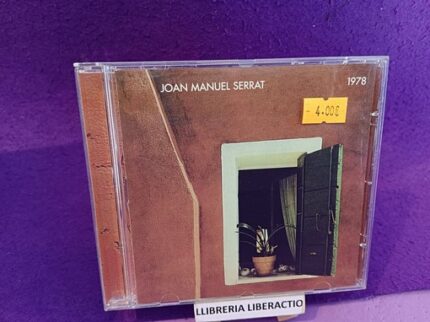 JOAN MANUEL SERRAT 1978
4.00€
LLIBRERIA LIBERACTIO